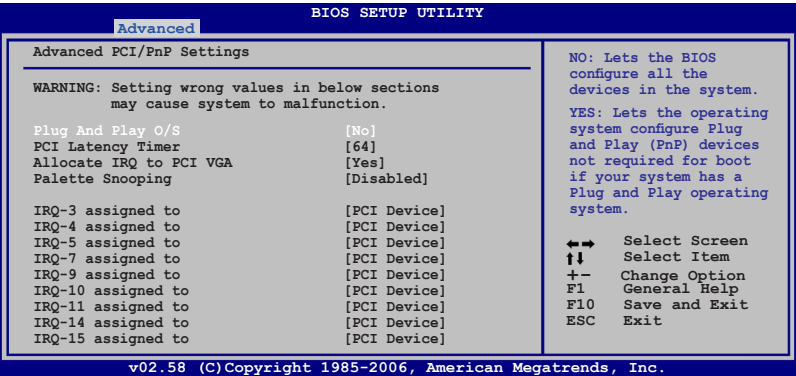 BIOS SETUP UTILITY
Advanced
Advanced PCI/PnP Settings
WARNING: Setting wrong values in below sections
may cause system to malfunction.
Plug And Play O/S [No]
PCI Latency Timer [64]
Allocate IRQ to PCI VGA [Yes]
Palette Snooping [Disabled]
IRQ-3 assigned to [PCI Device]
IRQ-4 assigned to [PCI Device]
IRQ-5 assigned to [PCI Device]
IRQ-7 assigned to [PCI Device]
IRQ-9 assigned to [PCI Device]
IRQ-10 assigned to [PCI Device]
IRQ-11 assigned to [PCI Device]
IRQ-14 assigned to [PCI Device]
IRQ-15 assigned to [PCI Device]
NO: Lets the BIOS
configure all the
devices in the system.
YES: Lets the operating
system configure Plug
and Play (PnP) devices
not required for boot
if your system has a
Plug and Play operating
system.
←→ Select Screen
↑↓ Select Item
+- Change Option
F1 General Help
F10 Save and Exit
ESC Exit
v02.58 (C)Copyright 1985-2006, American Megatrends, Inc.